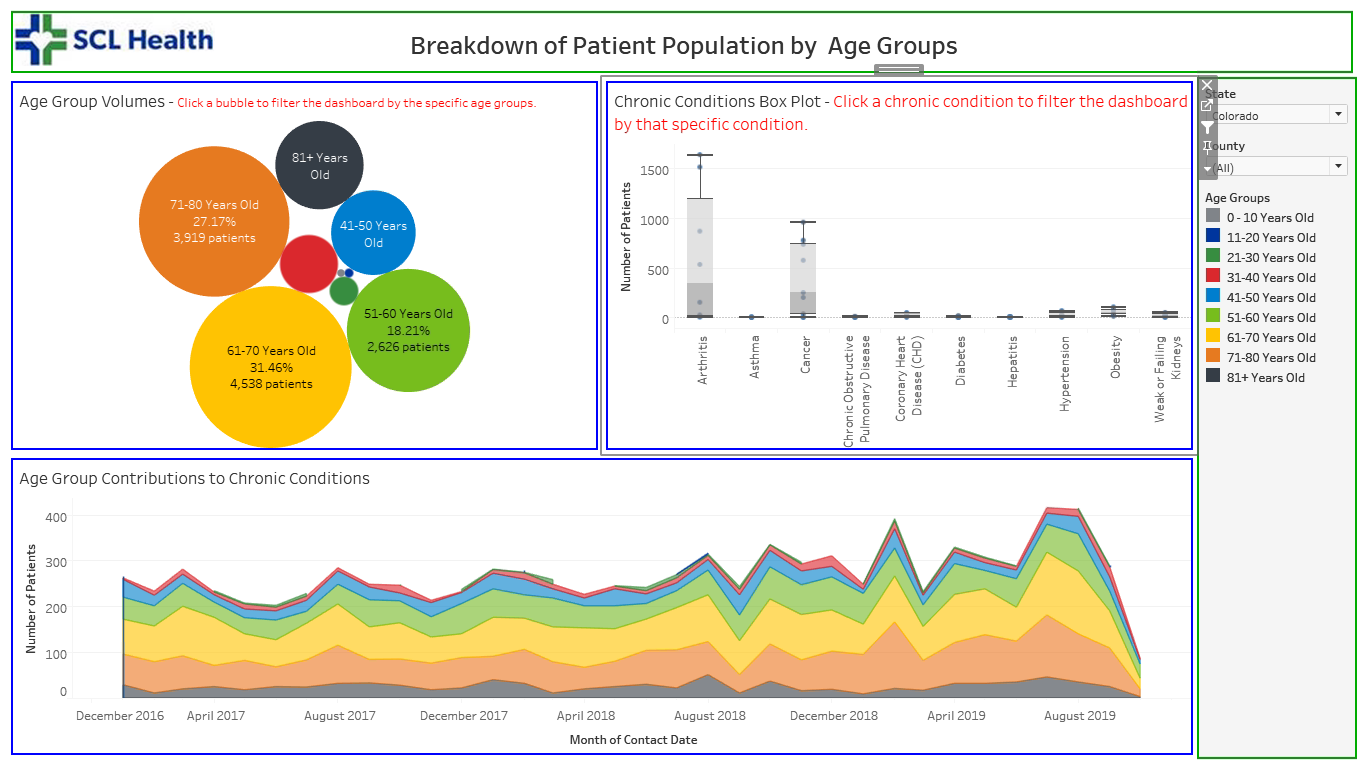 SCL Health
Breakdown of Patient Population by Age Groups
Age Group Volumes - Click a bubble to filter the dashboard by the specific age groups.
81+ Years
Old
71-80 Years Old
27.17%
3,919 patients
41-50 Years
Old
51-60 Years Old
18.21%
2,626 patients
61-70 Years Old
31.46%
4,538 patients
Chronic Conditions Box Plot - Click a chronic condition to filter the dashboard
by that specific condition.
Number of Patients
1500
1000
500
0
Arthritis
Asthma
Cancer
Chronic Obstructive
Pulmonary Disease
Coronary Heart
Disease (CHD)
Diabetes
Hepatitis
Hypertension
Obesity
Weak or Failing
Kidneys
State
Colorado
ounty
(All)
Age Groups
0 - 10 Years Old
11-20 Years Old
21-30 Years Old
31-40 Years Old
41-50 Years Old
51-60 Years Old
61-70 Years Old
71-80 Years Old
81+ Years Old
Age Group Contributions to Chronic Conditions
Number of Patients
400
300
200
100
0
December 2016
April 2017
August 2017
December 2017
April 2018
August 2018
December 2018
April 2019
August 2019
Month of Contact Date